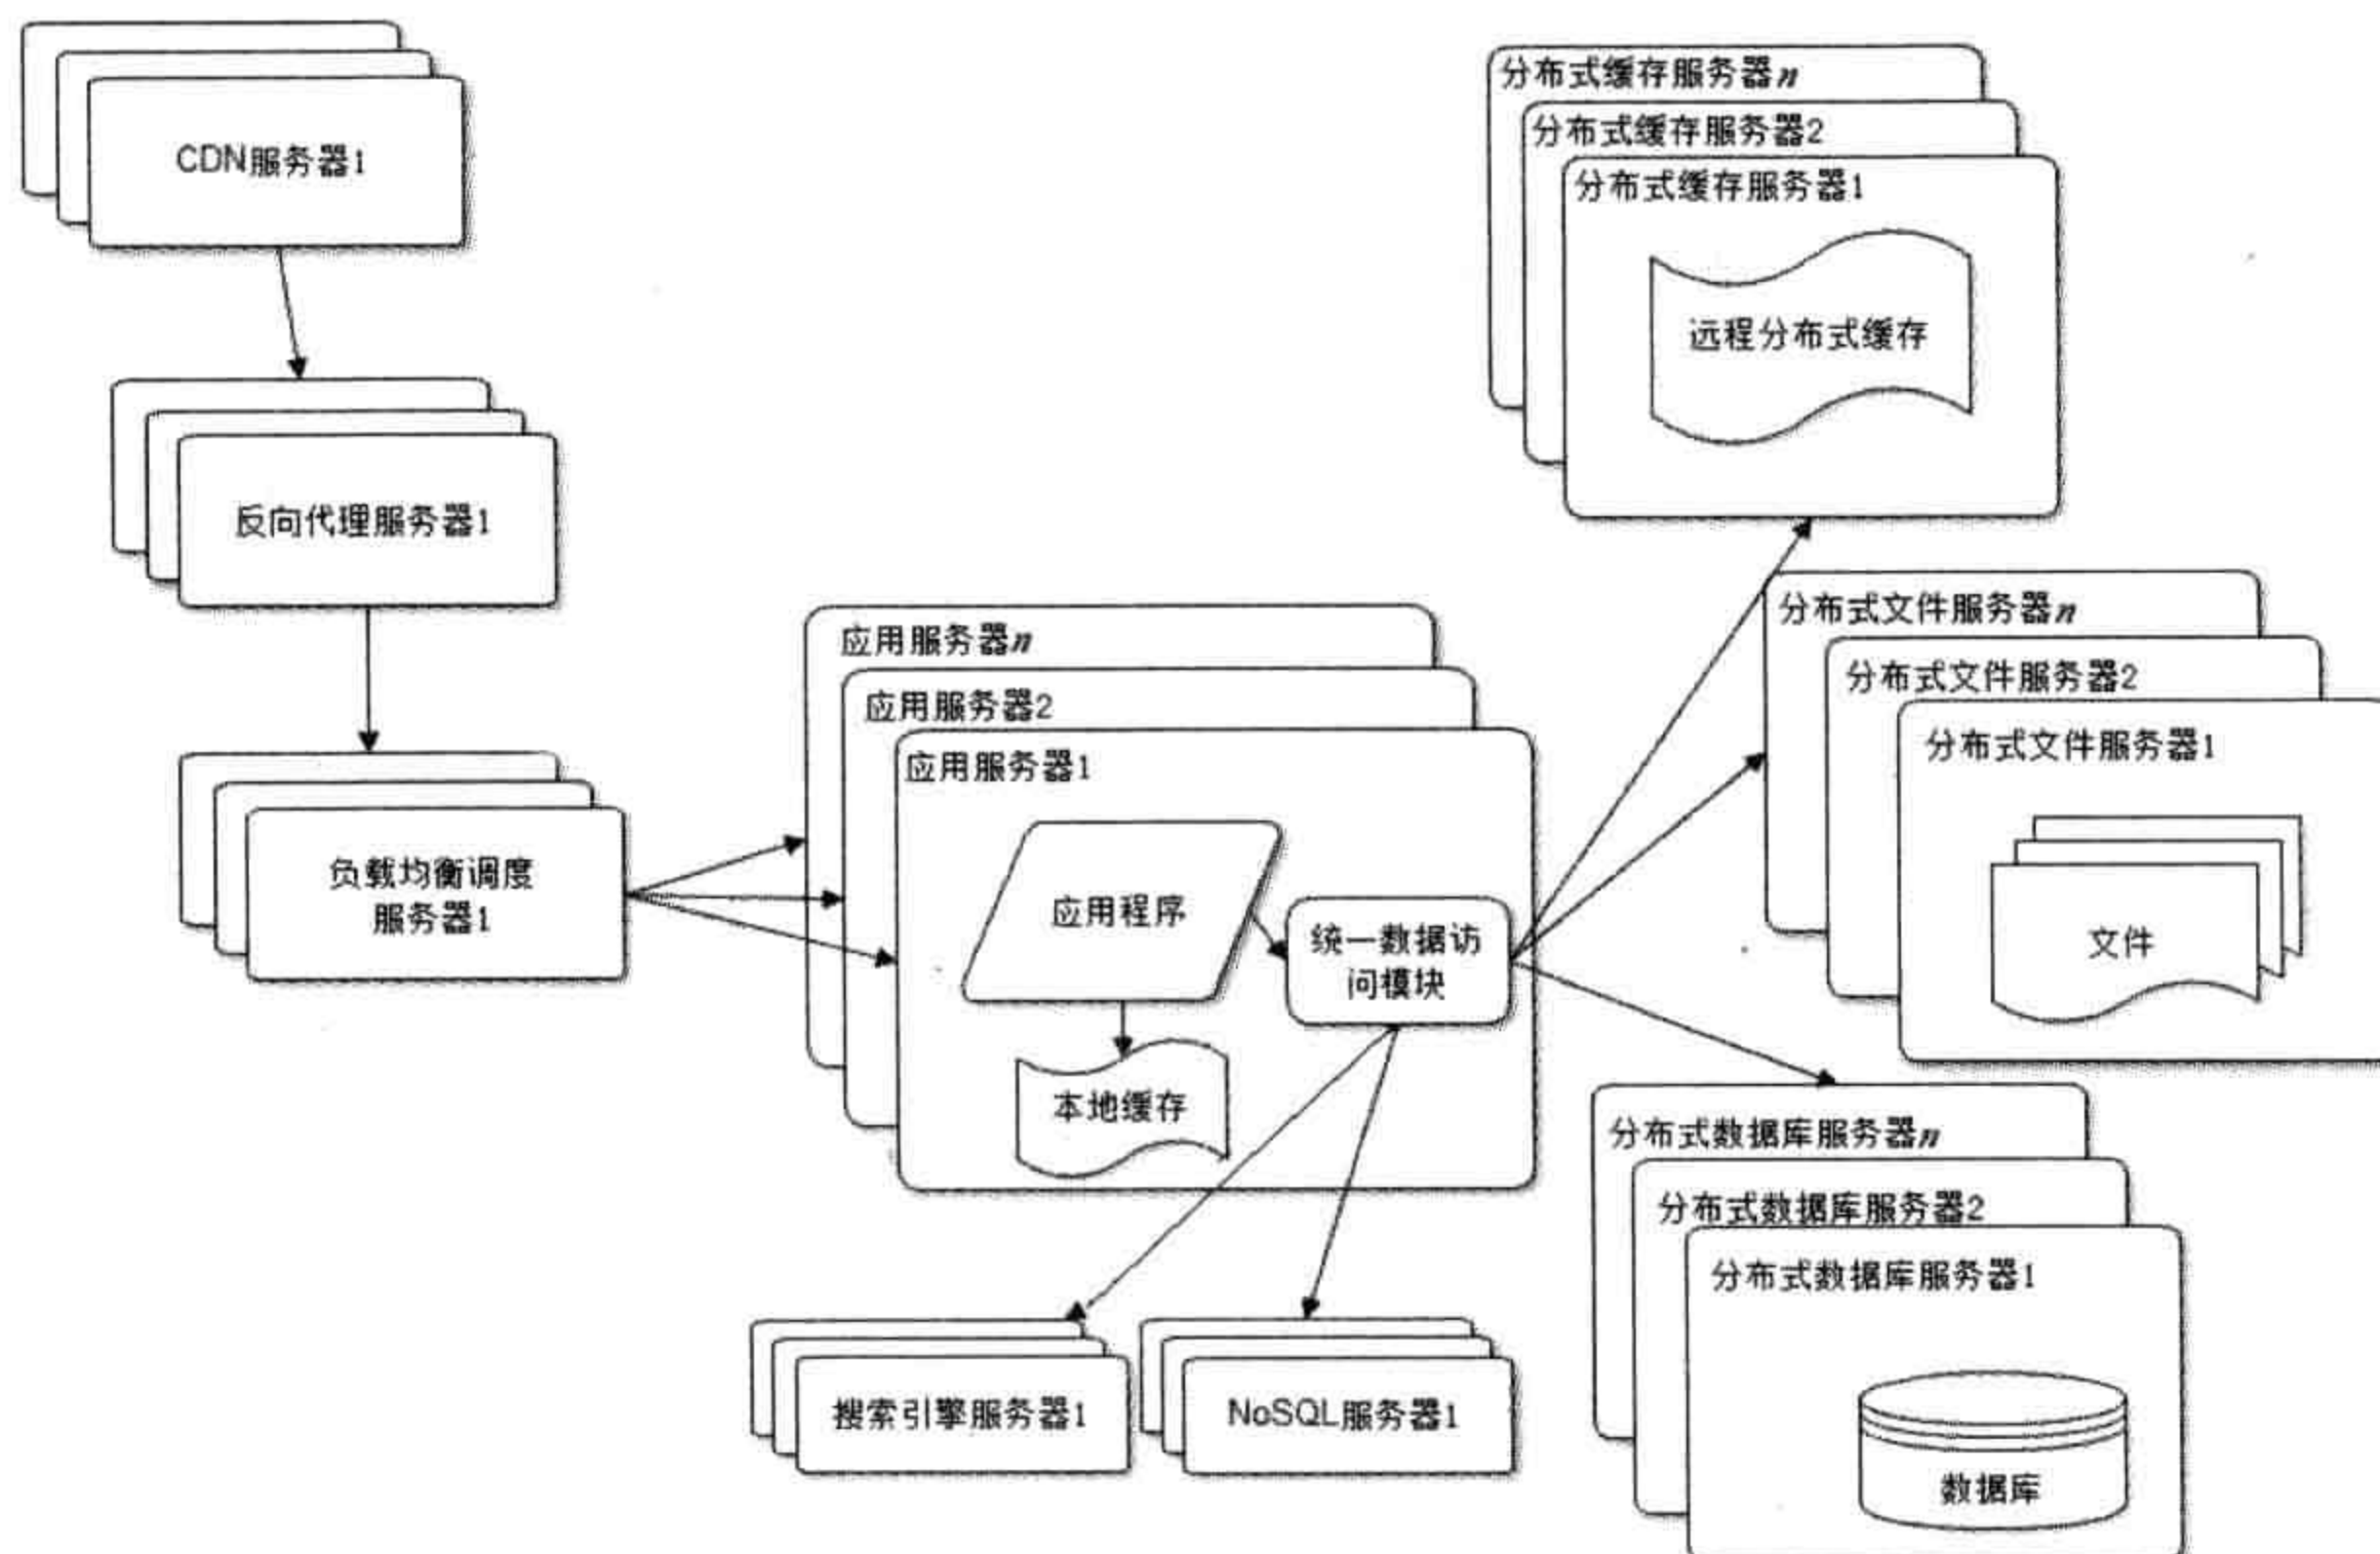 CDN服务器1
反向代理服务器1
负载均衡调度
服务器1
应用服务器n
应用服务器2
应用服务器1
应用程序
统一数据访
问模块
本地缓存
搜索引擎服务器1
NoSQL服务器1
分布式缓存服务器n
分布式缓存服务器2
分布式缓存服务器1
远程分布式缓存
分布式文件服务器n
分布式文件服务器2
分布式文件服务器1
文件
分布式数据库服务器n
分布式数据库服务器2
分布式数据库服务器1
数据库